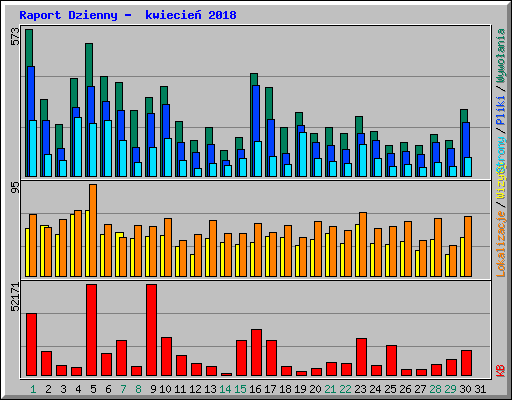 Raport Dzienny -  kwiecień 2018
573
95
52171
Wywołania / Pliki / Strony / Wizyt / Lokalizacje
KB
1 2 3 4 5 6 7 8 9 10 11 12 13 14 15 16 17 18 19 20 21 22 23 24 25 26 27 28 29 30 31